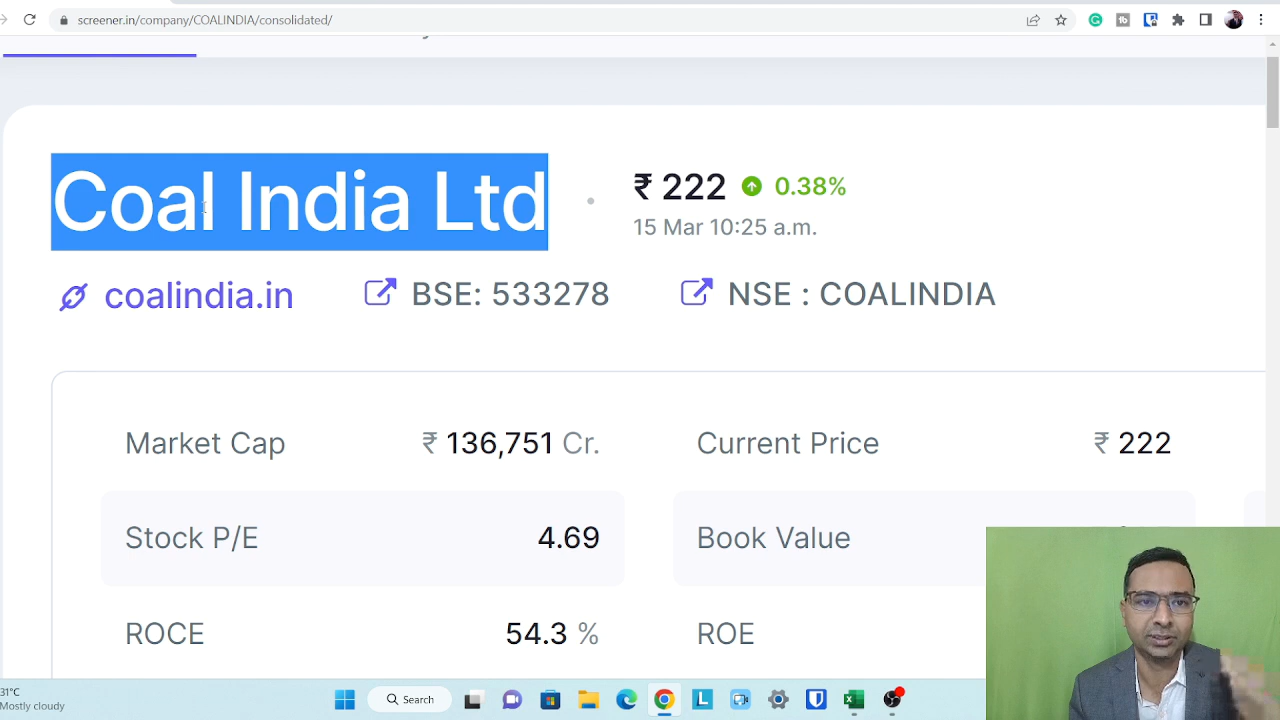 screener.in/company/COALINDIA/consolidated/
Coal India Ltd
₹ 222 0.38%
15 Mar 10:25 a.m.
coalindia.in BSE: 533278 NSE : COALINDIA
Market Cap ₹ 136,751 Cr. Current Price ₹ 222
Stock P/E 4.69 Book Value
ROCE 54.3 % ROE
31°C
Mostly cloudy
Search